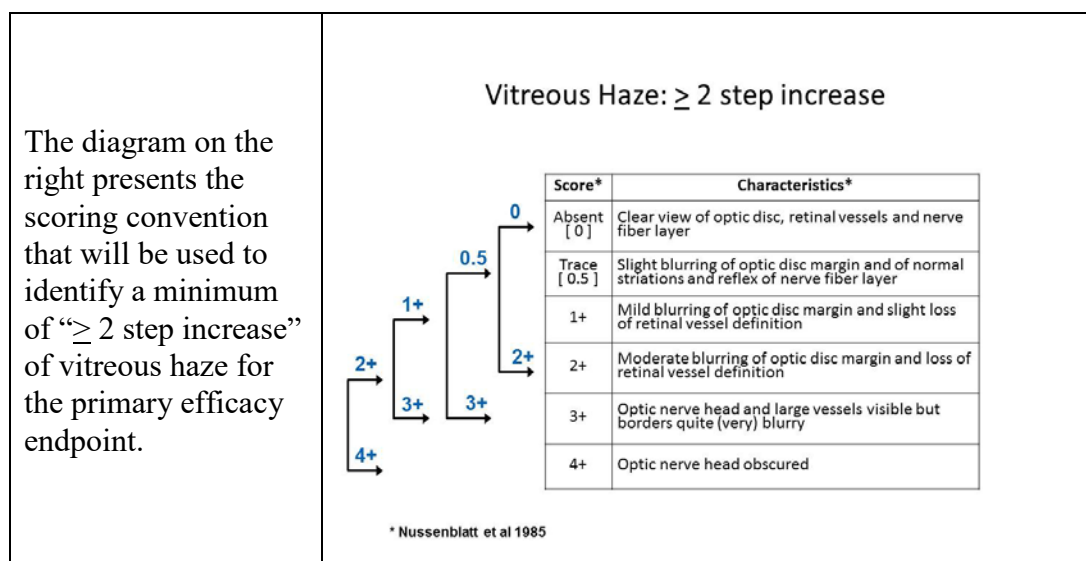 The diagram on the
right presents the
scoring convention
that will be used to
identify a minimum
of “≥ 2 step increase”
of vitreous haze for
the primary efficacy
endpoint.
Vitreous Haze: ≥ 2 step increase
Score* Characteristics*
Absent
[ 0 ]
Clear view of optic disc, retinal vessels and nerve
fiber layer
Trace
[ 0.5 ]
Slight blurring of optic disc margin and of normal
striations and reflex of nerve fiber layer
1+
Mild blurring of optic disc margin and slight loss
of retinal vessel definition
2+
Moderate blurring of optic disc margin and loss of
retinal vessel definition
3+
Optic nerve head and large vessels visible but
borders quite (very) blurry
4+
Optic nerve head obscured
0
0.5
1+
2+
2+
3+
3+
4+
* Nussenblatt et al 1985